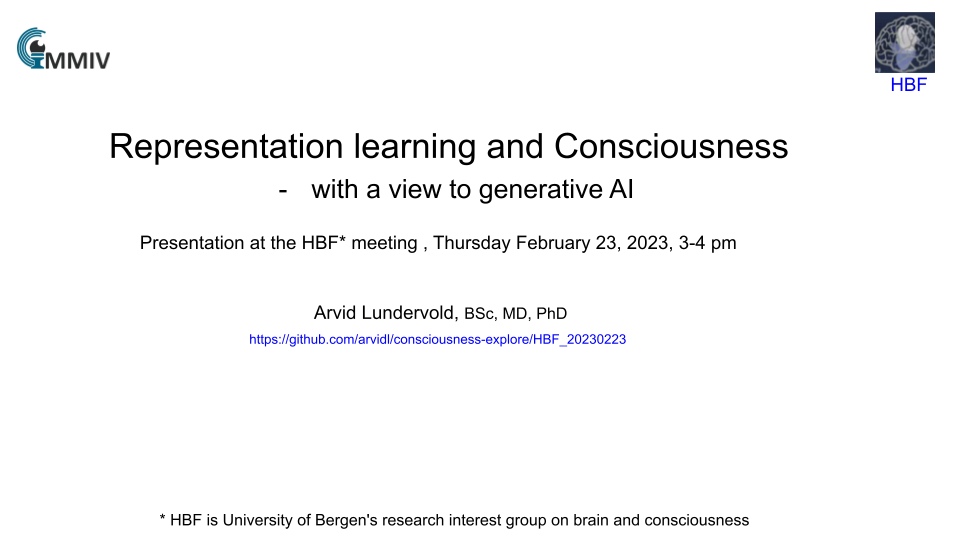 MMIV
HBF
Representation learning and Consciousness
- with a view to generative AI
Presentation at the HBF* meeting , Thursday February 23, 2023, 3-4 pm
Arvid Lundervold, BSc, MD, PhD
https://github.com/arvidl/consciousness-explore/HBF_20230223
* HBF is University of Bergen's research interest group on brain and consciousness